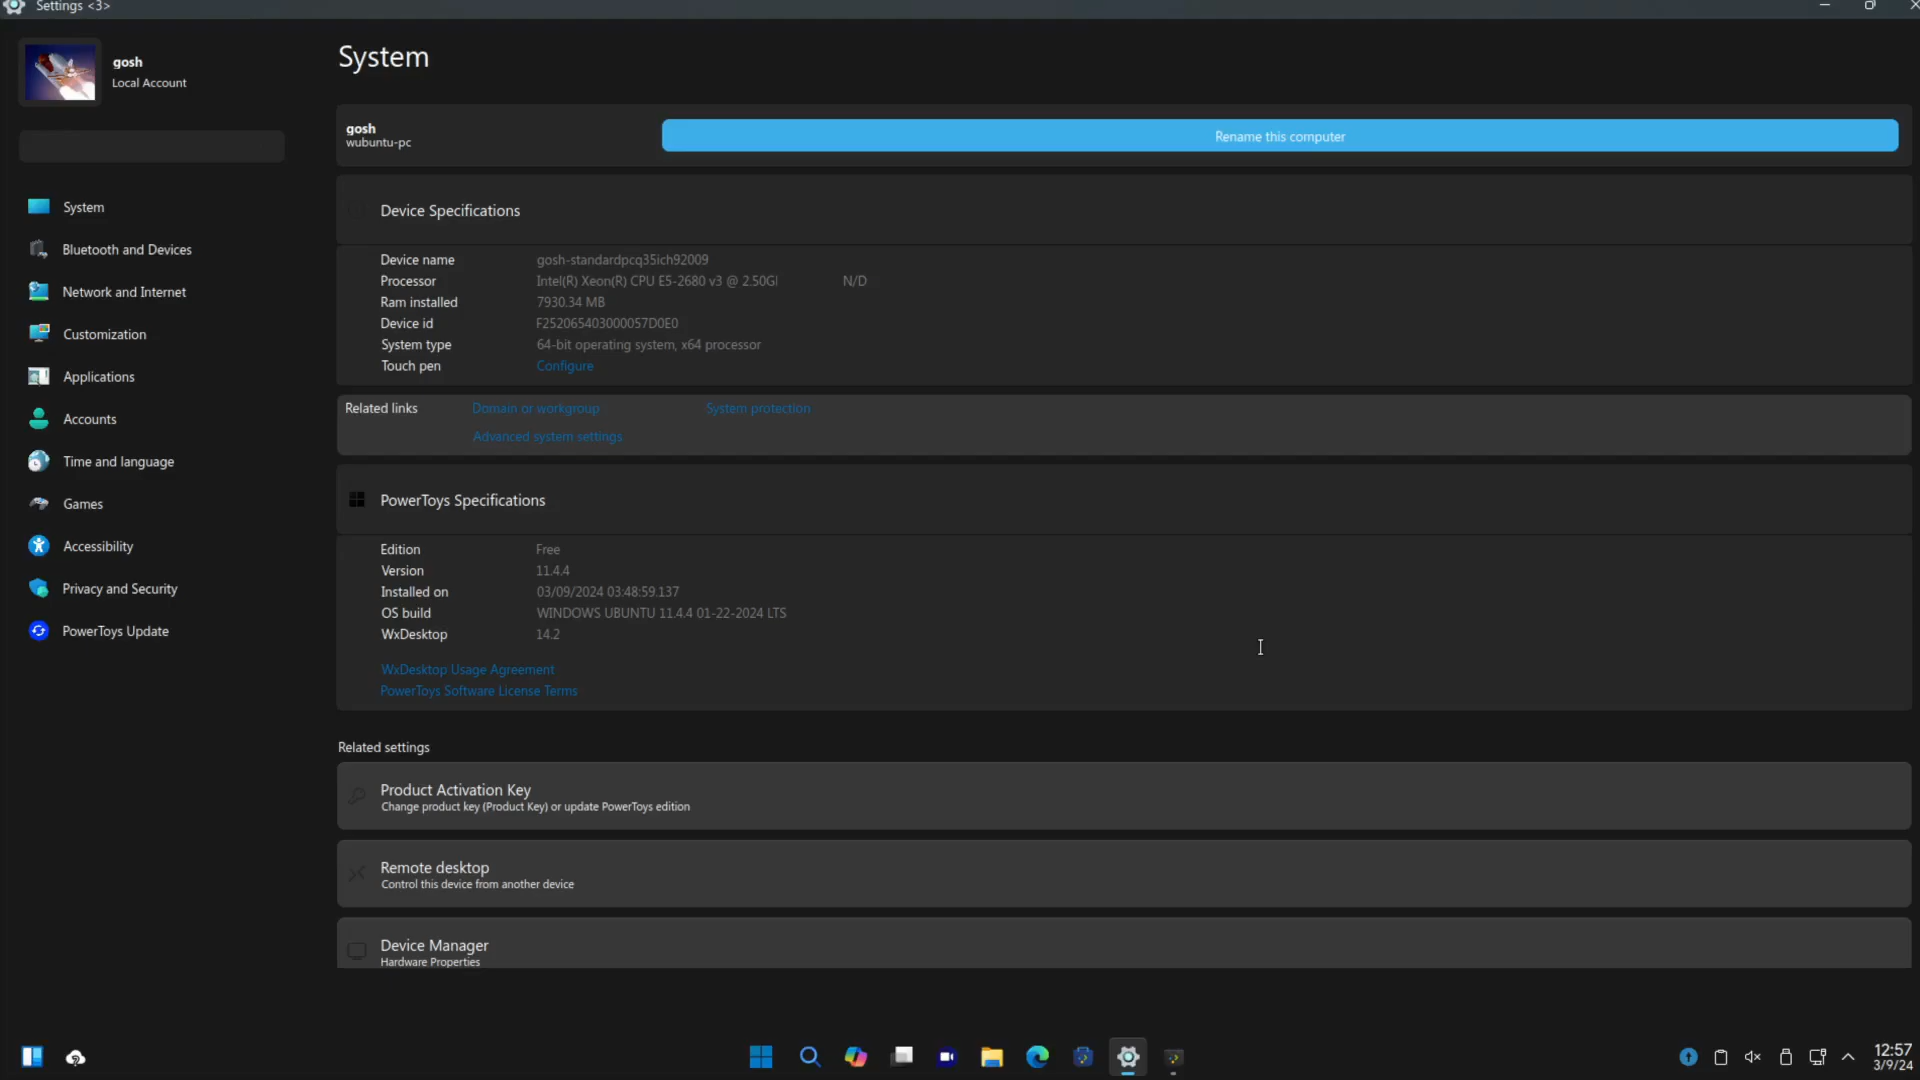 Settings <3>
gosh
Local Account
System
Bluetooth and Devices
Network and Internet
Customization
Applications
Accounts
Time and language
Games
Accessibility
Privacy and Security
PowerToys Update
System
gosh
wubuntu-pc
Rename this computer
Device Specifications
Device name gosh-standardpcq35ich92009
Processor Intel(R) Xeon(R) CPU E5-2680 v3 @ 2.50G N/D
Ram installed 7930.34 MB
Device id F252065403000057D0E0
System type 64-bit operating system, x64 processor
Touch pen Configure
Related links Domain or workgroup System protection
Advanced system settings
PowerToys Specifications
Edition Free
Version 11.4.4
Installed on 03/09/2024 03:48:59.137
OS build WINDOWS UBUNTU 11.4.4 01-22-2024 LTS
WxDesktop 14.2
WxDesktop Usage Agreement
PowerToys Software License Terms
Related settings
Product Activation Key
Change product key (Product Key) or update PowerToys edition
Remote desktop
Control this device from another device
Device Manager
Hardware Properties
12:57
3/9/24